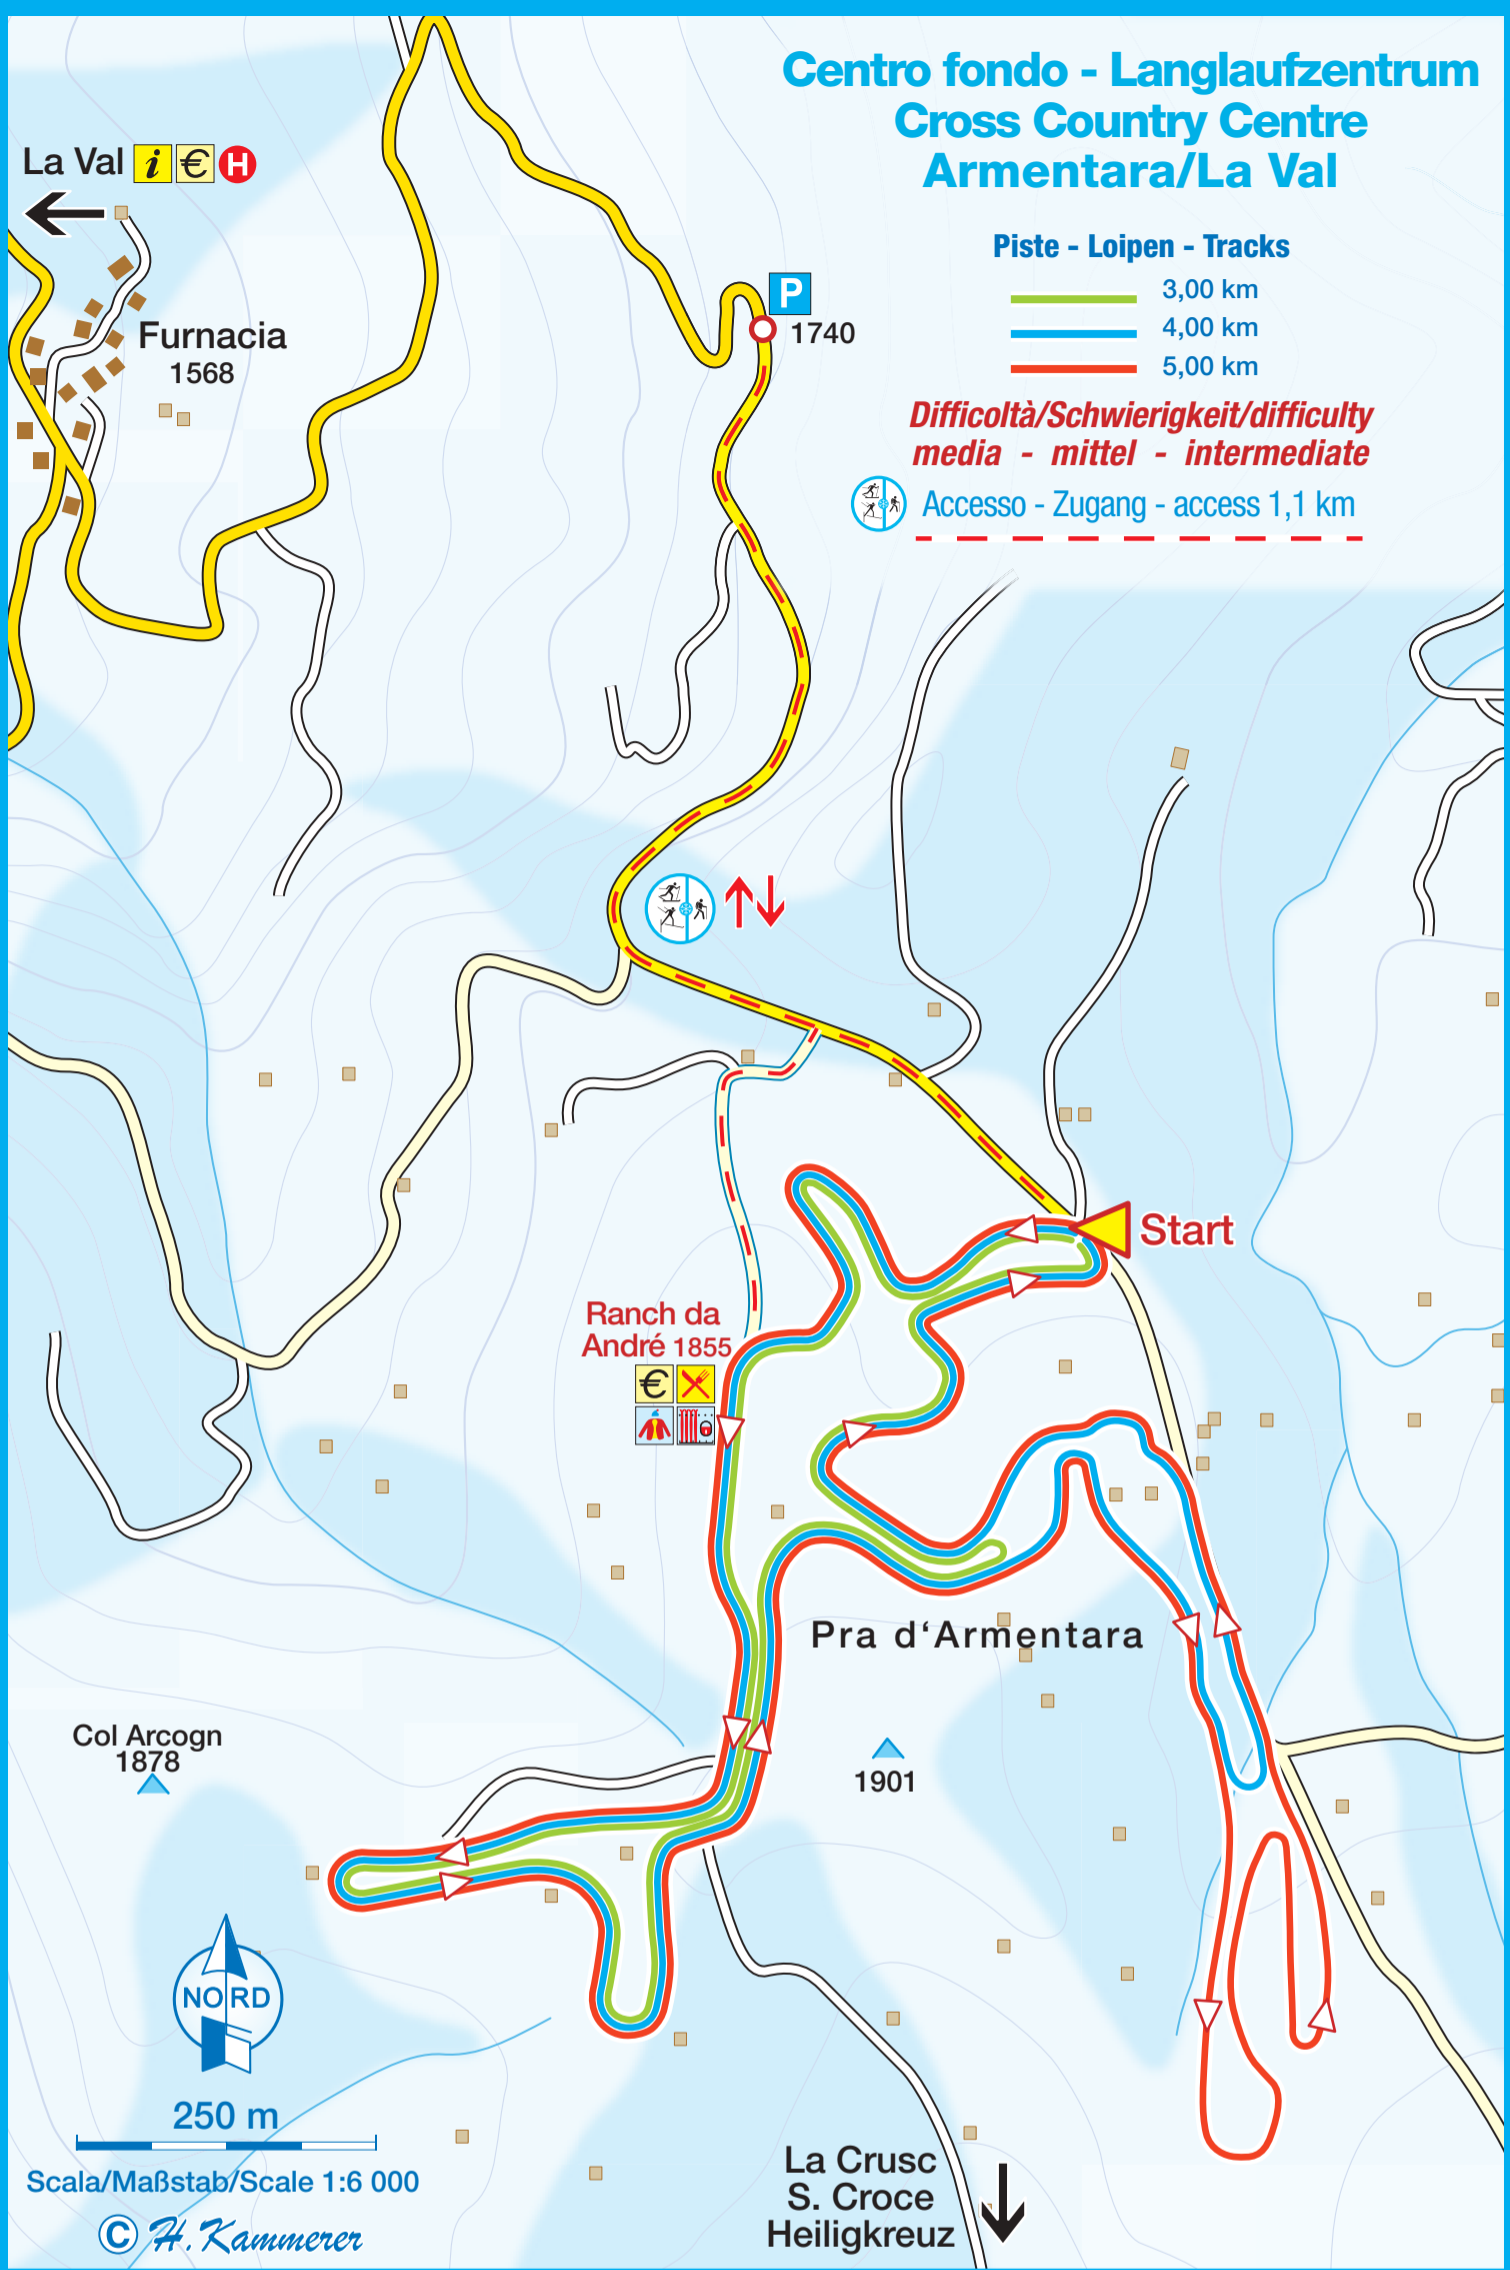 Centro fondo - Langlaufzentrum
Cross Country Centre
Armentara/La Val
Piste - Loipen - Tracks
3,00 km
4,00 km
5,00 km
Difficoltà/Schwierigkeit/difficulty
media - mittel - intermediate
Accesso - Zugang - access 1,1 km
La Val i € H
Furnacia
1568
P
1740
Start
Ranch da
André 1855
€
Pra d‘Armentara
Col Arcogn
1878
1901
NORD
250 m
Scala/Maßstab/Scale 1:6 000
© H.Kammerer
La Crusc
S. Croce
Heiligkreuz